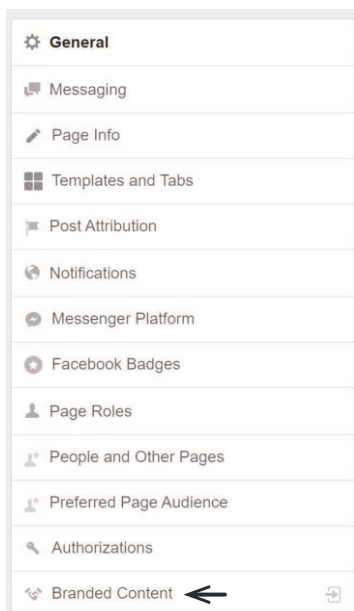 General
Messaging
Page Info
Templates and Tabs
Post Attribution
Notifications
Messenger Platform
Facebook Badges
Page Roles
People and Other Pages
Preferred Page Audience
Authorizations
Branded Content